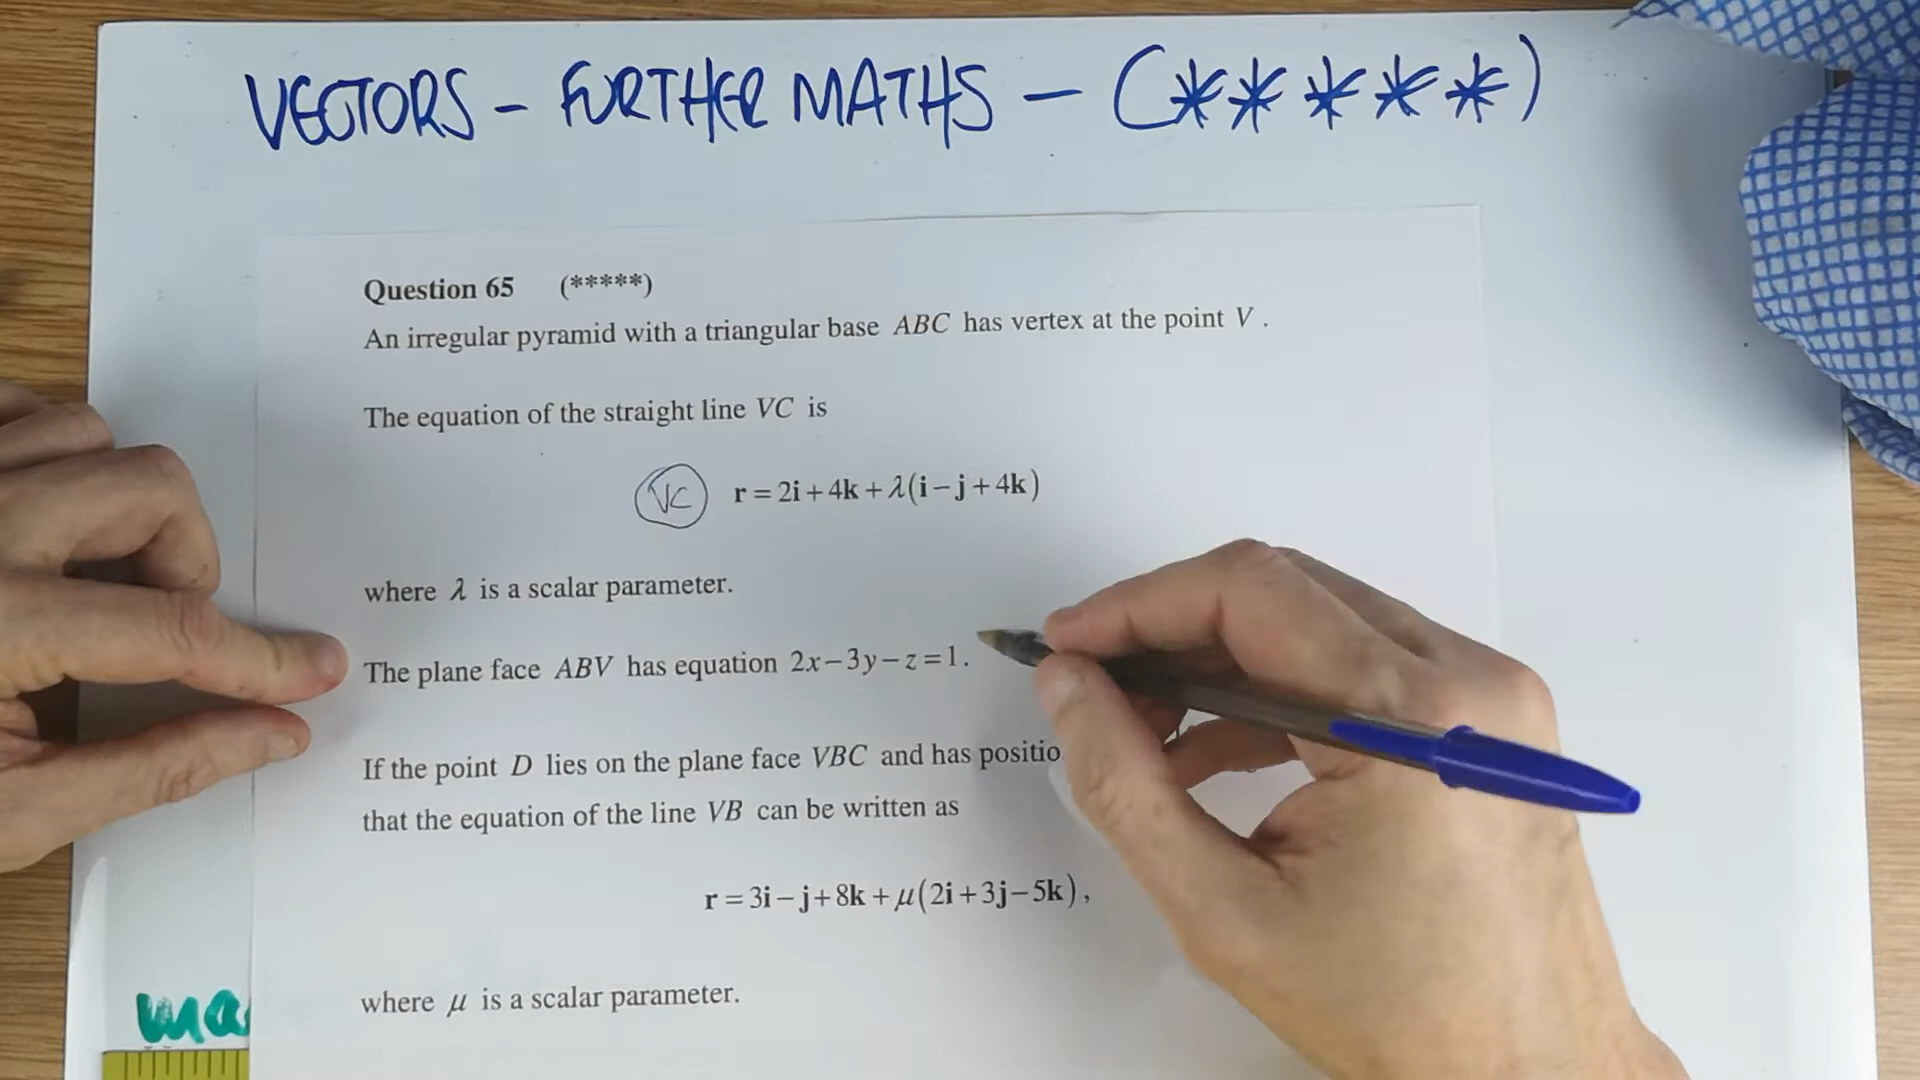 VECTORS - FURTHER MATHS - (*****)
Question 65 (*****)
An irregular pyramid with a triangular base ABC has vertex at the point V .
The equation of the straight line VC is
VC r = 2i + 4k + λ(i − j + 4k)
where λ is a scalar parameter.
The plane face ABV has equation 2x − 3y − z = 1.
If the point D lies on the plane face VBC and has
that the equation of the line VB can be written as
r = 3i − j + 8k + μ(2i + 3j − 5k),
where μ is a scalar parameter.